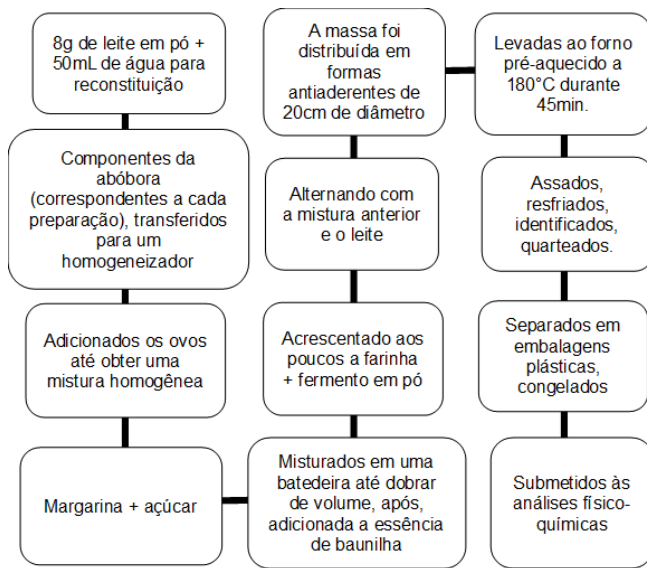 8g de leite em pó +
50mL de água para
reconstituição
Componentes da
abóbora
(correspondentes a cada
preparação), transferidos
para um
homogeneizador
Adicionados os ovos
até obter uma
mistura homogênea
Margarina + açúcar
Misturados em uma
batedeira até dobrar
de volume, após,
adicionada a essência
de baunilha
Acrescentado aos
poucos a farinha
+ fermento em pó
Alternando com
a mistura anterior
e o leite
A massa foi
distribuída em
formas
antiaderentes de
20cm de diâmetro
Levadas ao forno
pré-aquecido a
180°C durante
45min.
Assados,
resfriados,
identificados,
quarteados.
Separados em
embalagens
plásticas,
congelados
Submetidos às
análises físico-
químicas